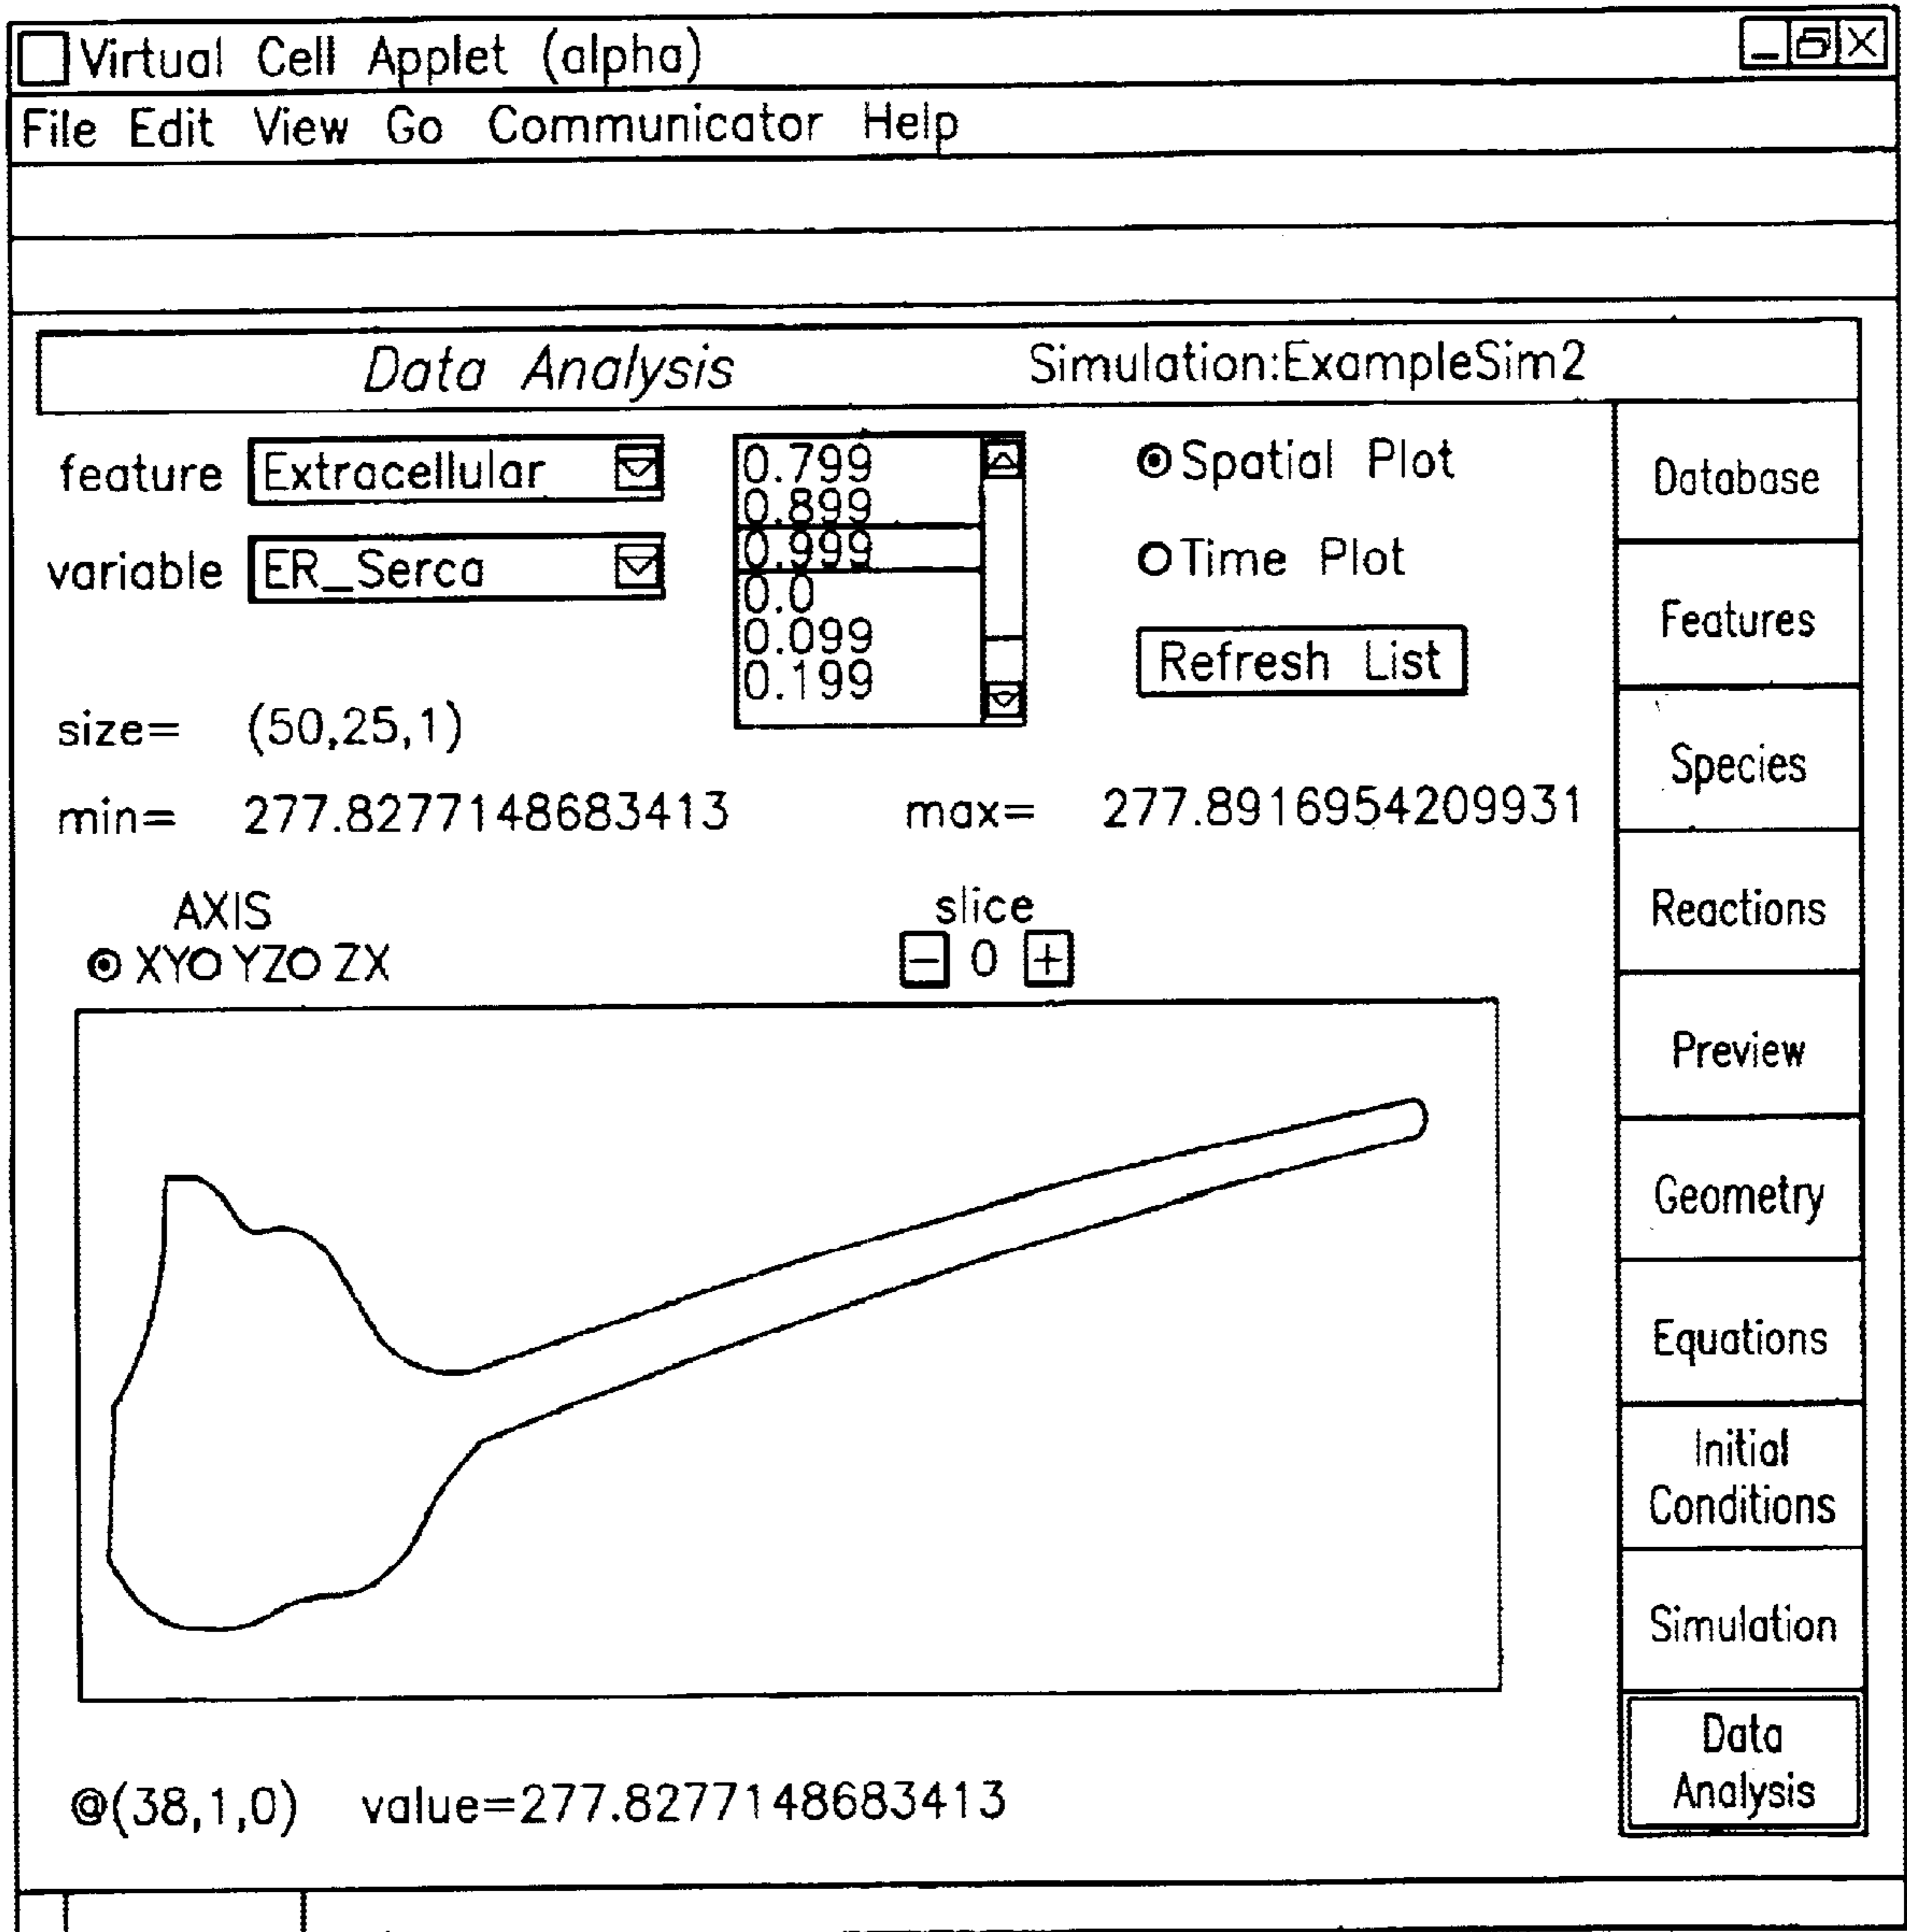 Virtual Cell Applet (alpha)
File Edit View Go Communicator Help
Data Analysis Simulation:ExampleSim2
feature Extracellular
variable ER_Serca
0.799
0.899
0.999
0.0
0.099
0.199
Spatial Plot
Time Plot
Refresh List
size= (50,25,1)
min= 277.8277148683413 max= 277.8916954209931
AXIS
XY YZ ZX
slice
- 0 +
@(38,1,0) value=277.8277148683413
Database
Features
Species
Reactions
Preview
Geometry
Equations
Initial
Conditions
Simulation
Data
Analysis